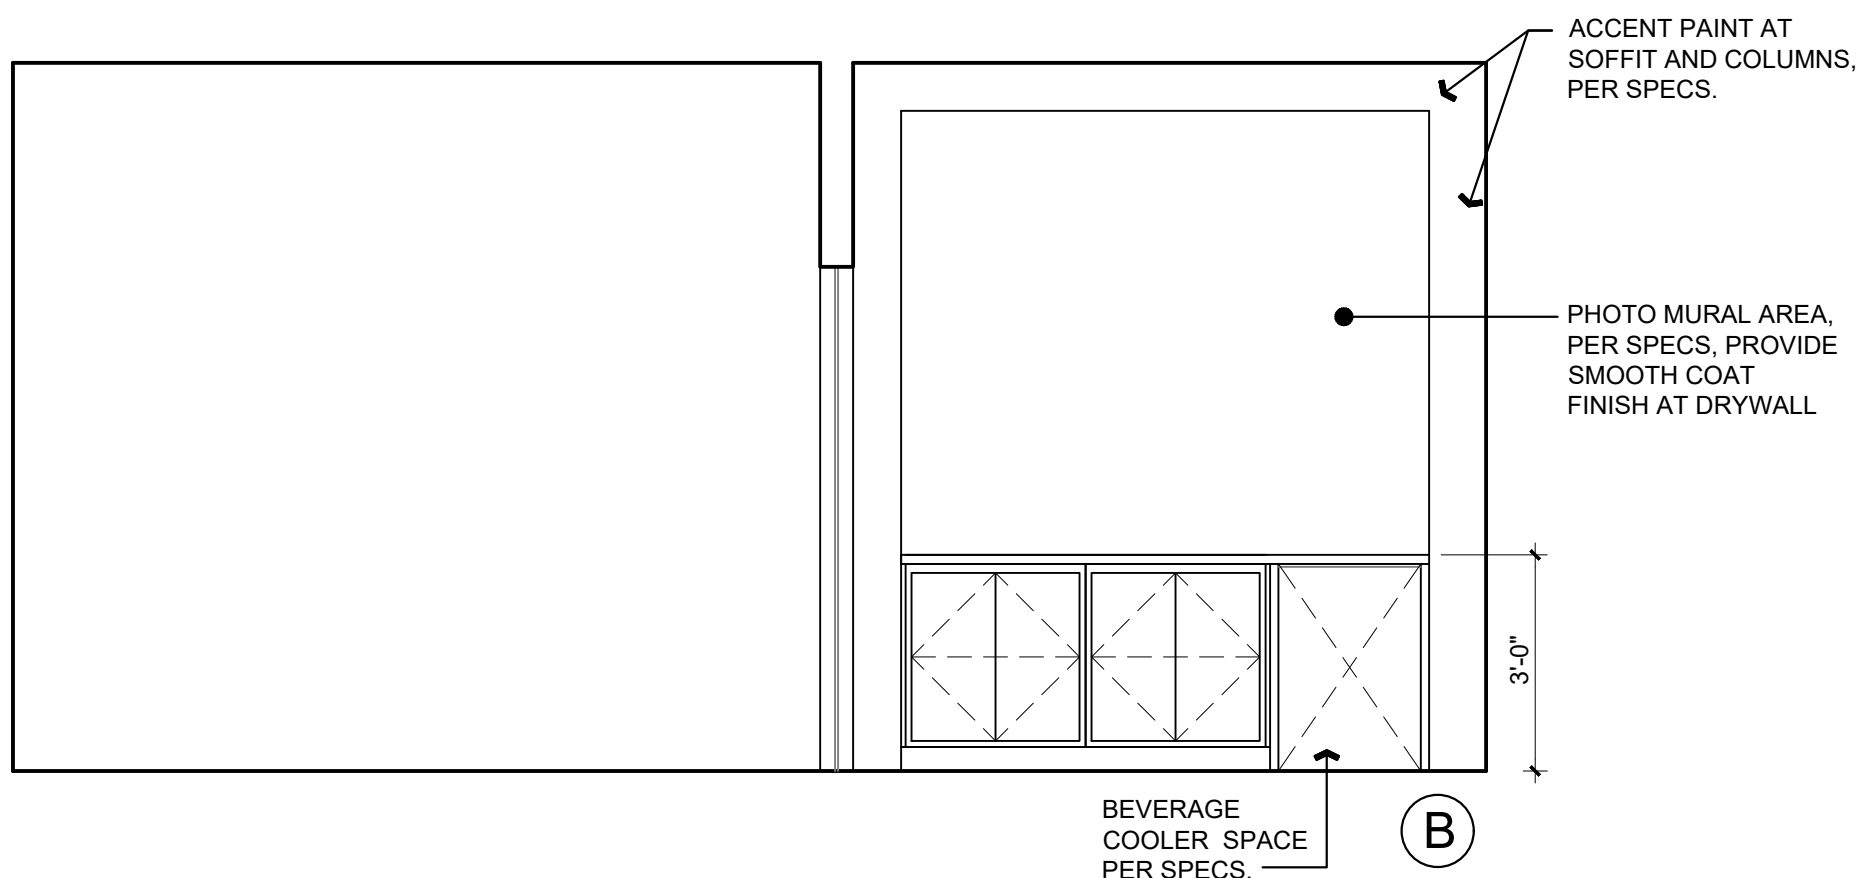 ACCENT PAINT AT
SOFFIT AND COLUMNS,
PER SPECS.
PHOTO MURAL AREA,
PER SPECS, PROVIDE
SMOOTH COAT
FINISH AT DRYWALL
3'-0"
BEVERAGE
COOLER SPACE
PER SPECS.
B